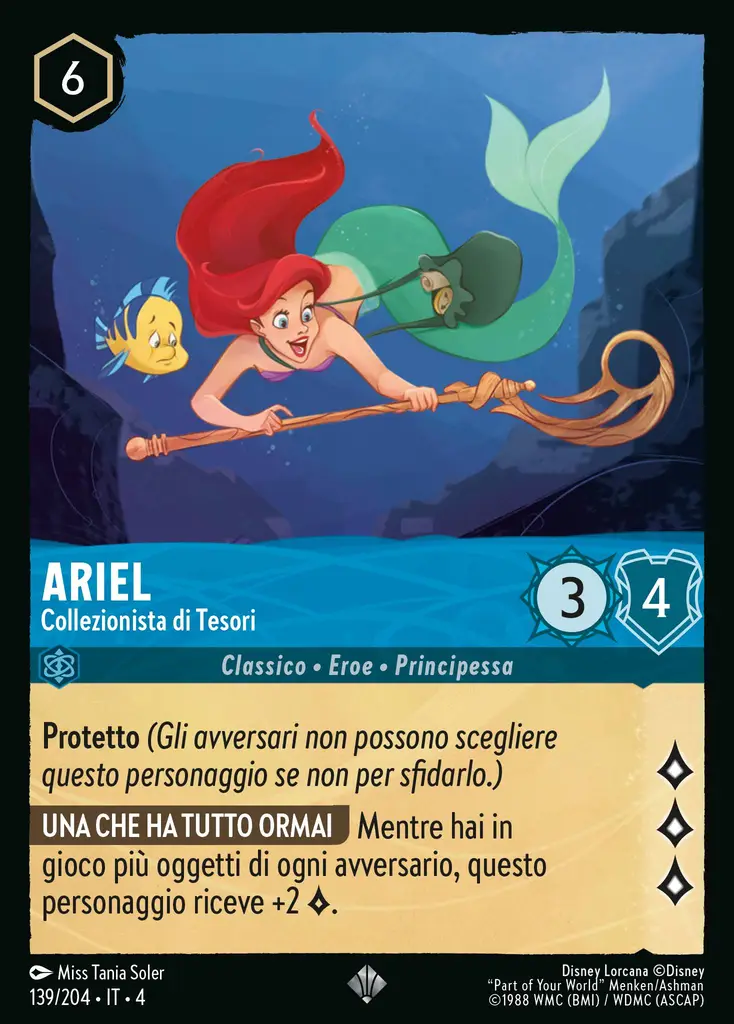 6
ARIEL
Collezionista di Tesori
3
4
Classico • Eroe • Principessa
Protetto (Gli avversari non possono scegliere
questo personaggio se non per sfidarlo.)
UNA CHE HA TUTTO ORMAI Mentre hai in
gioco più oggetti di ogni avversario, questo
personaggio riceve +2 .
Miss Tania Soler
139/204 • IT • 4
Disney Lorcana ©Disney
“Part of Your World” Menken/Ashman
©1988 WMC (BMI) / WDMC (ASCAP)